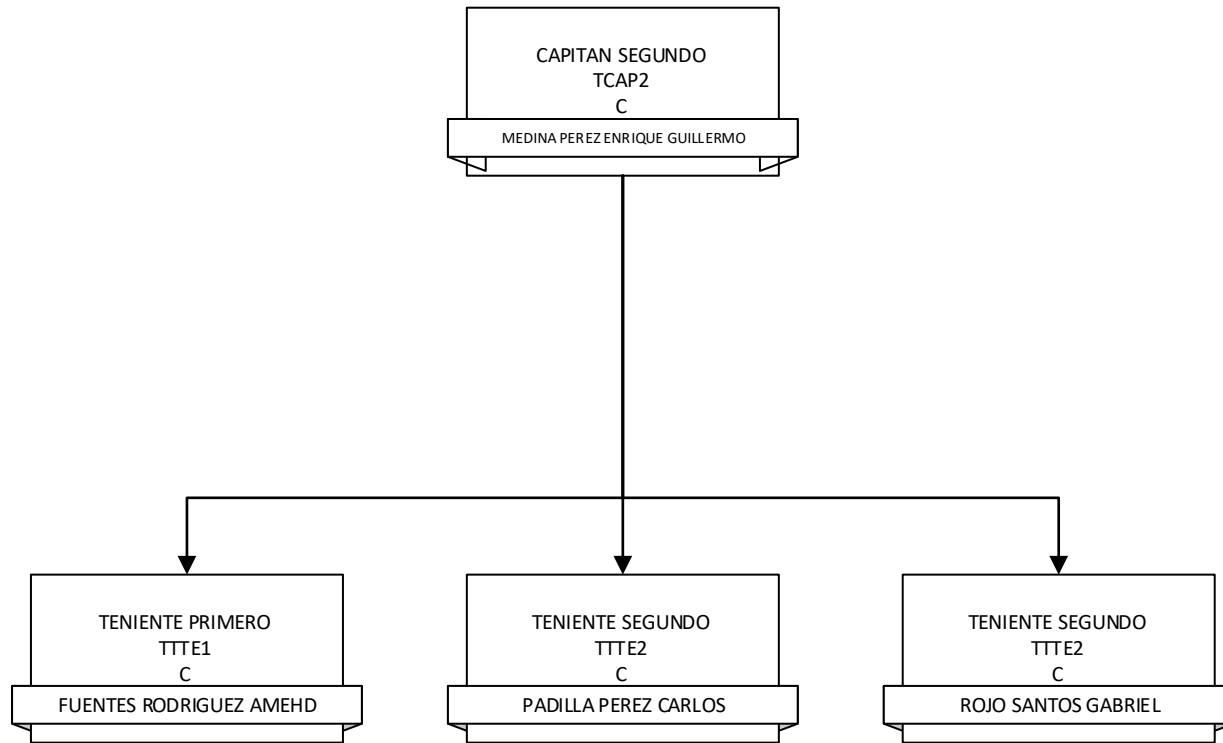 CAPITAN SEGUNDO
TCAP2
C
MEDINA PEREZ ENRIQUE GUILLERMO
TENIENTE PRIMERO
TTTE1
C
FUENTES RODRIGUEZ AMEHD
TENIENTE SEGUNDO
TTTE2
C
PADILLA PEREZ CARLOS
TENIENTE SEGUNDO
TTTE2
C
ROJO SANTOS GABRIEL